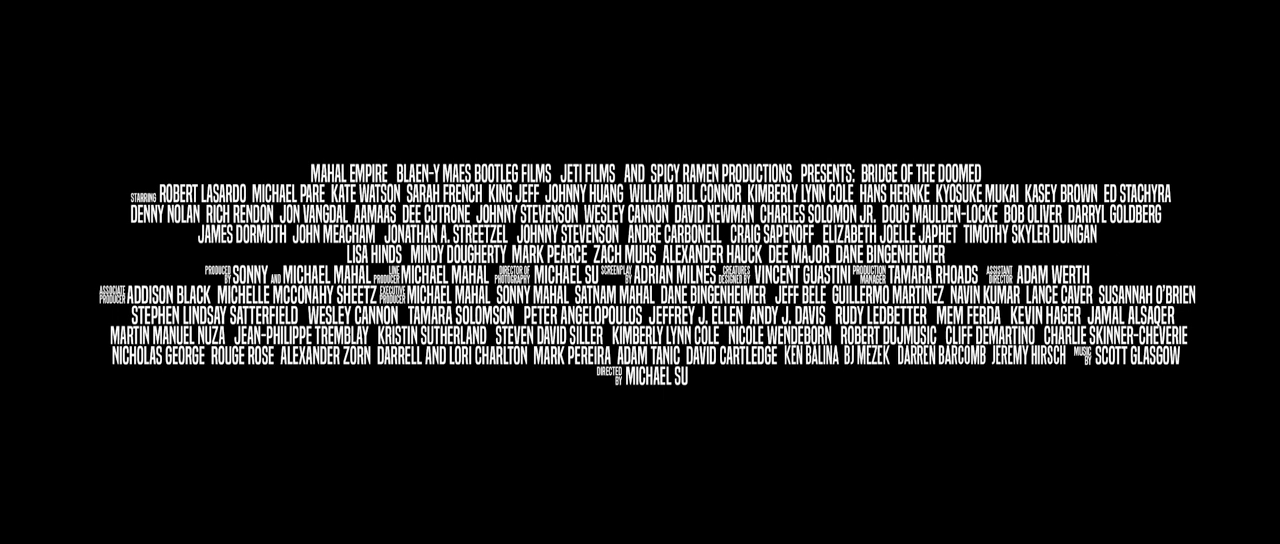 MAHAL EMPIRE BLAEN-Y MAES BOOTLEG FILMS JETI FILMS AND SPICY RAMEN PRODUCTIONS PRESENTS: BRIDGE OF THE DOOMED
STARRING ROBERT LASARDO MICHAEL PARE KATE WATSON SARAH FRENCH KING JEFF JOHNNY HUANG WILLIAM BILL CONNOR KIMBERLY LYNN COLE HANS HERNKE KYOSUKE MUKAI KASEY BROWN ED STACHYRA
DENNY NOLAN RICH RENDON JON VANGDAL AAMAAS DEE CUTRONE JOHNNY STEVENSON WESLEY CANNON DAVID NEWMAN CHARLES SOLOMON JR. DOUG MAULDEN-LOCKE BOB OLIVER DARRYL GOLDBERG
JAMES DORMUTH JOHN MEACHAM JONATHAN A. STREETZEL JOHNNY STEVENSON ANDRE CARBONELL CRAIG SAPENOFF ELIZABETH JOELLE JAPHET TIMOTHY SKYLER DUNIGAN
LISA HINDS MINDY DOUGHERTY MARK PEARCE ZACH MUHS ALEXANDER HAUCK DEE MAJOR DANE BINGENHEIMER
PRODUCED BY SONNY AND MICHAEL MAHAL LINE PRODUCER MICHAEL MAHAL DIRECTOR OF PHOTOGRAPHY MICHAEL SU SCREENPLAY BY ADRIAN MILNES CREATURES DESIGNED BY VINCENT GUASTINI PRODUCTION MANAGER TAMARA RHOADS ASSISTANT DIRECTOR ADAM WERTH
ASSOCIATE PRODUCER ADDISON BLACK MICHELLE MCCONAHY SHEETZ EXECUTIVE PRODUCER MICHAEL MAHAL SONNY MAHAL SATNAM MAHAL DANE BINGENHEIMER JEFF BELE GUILLERMO MARTINEZ NAVIN KUMAR LANCE CAVER SUSANNAH O'BRIEN
STEPHEN LINDSAY SATTERFIELD WESLEY CANNON TAMARA SOLOMSON PETER ANGELOPOULOS JEFFREY J. ELLEN ANDY J. DAVIS RUDY LEDBETTER MEM FERDA KEVIN HAGER JAMAL ALSAQER
MARTIN MANUEL NUZA JEAN-PHILIPPE TREMBLAY KRISTIN SUTHERLAND STEVEN DAVID SILLER KIMBERLY LYNN COLE NICOLE WENDEBORN ROBERT DUJMUSIC CLIFF DEMARTINO CHARLIE SKINNER-CHEVERIE
NICHOLAS GEORGE ROUGE ROSE ALEXANDER ZORN DARRELL AND LORI CHARLTON MARK PEREIRA ADAM TANIC DAVID CARTLEDGE KEN BALINA BJ MEZEK DARREN BARCOMB JEREMY HIRSCH MUSIC BY SCOTT GLASGOW
DIRECTED BY MICHAEL SU